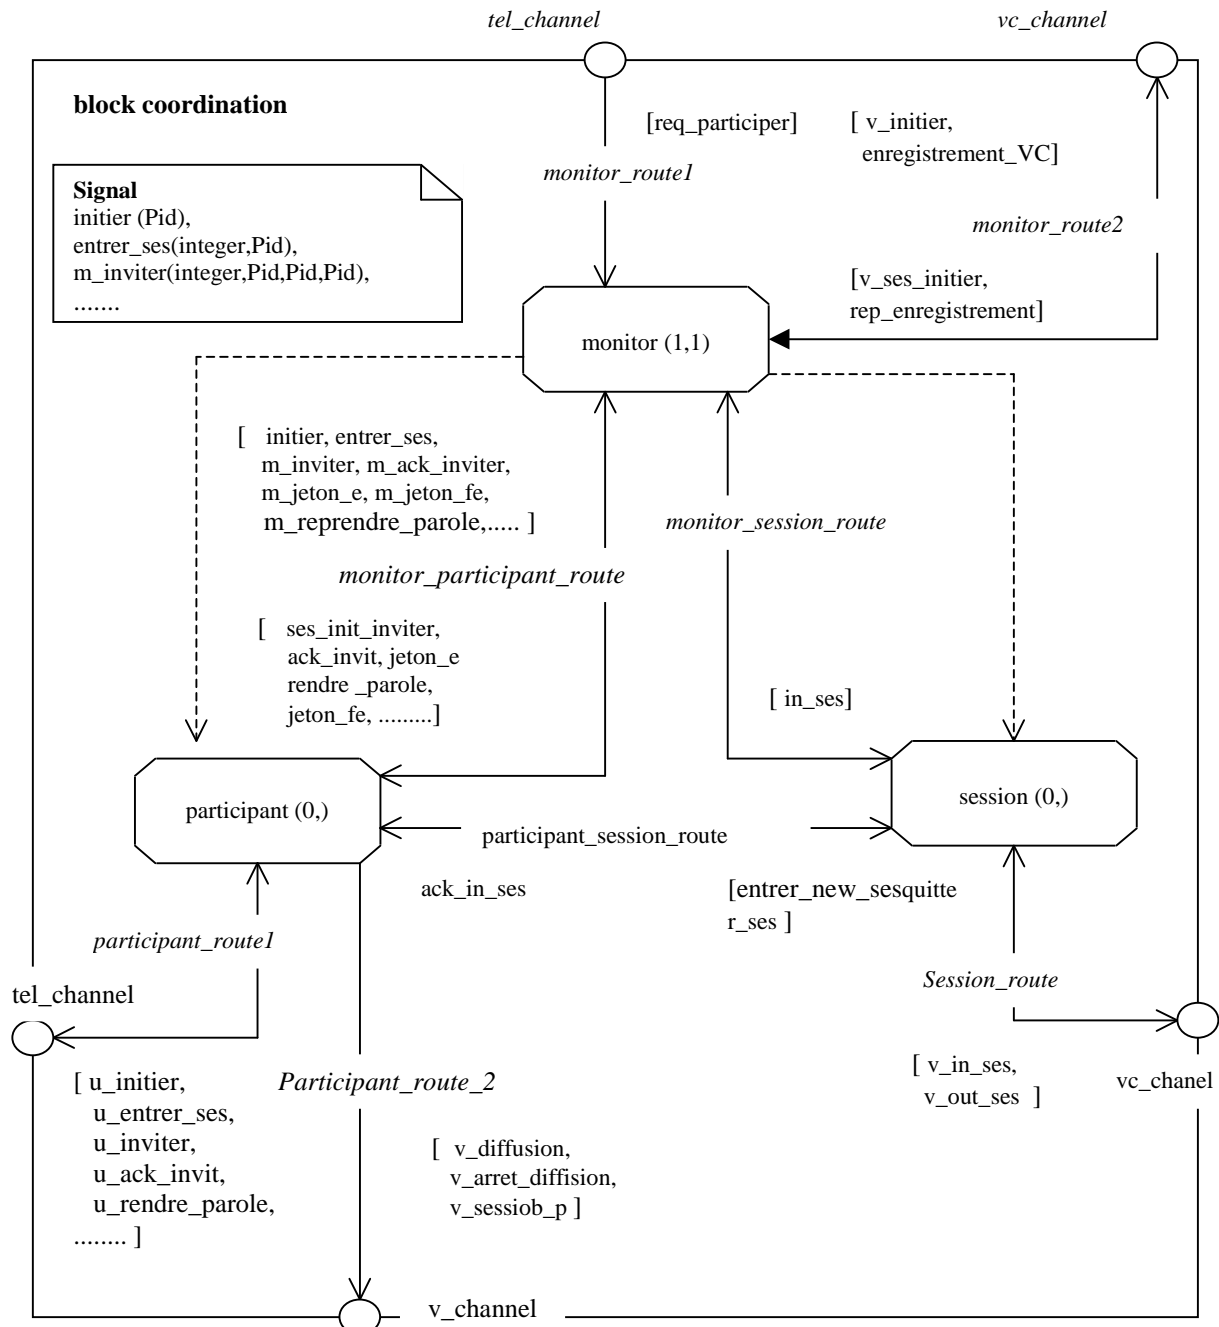 tel_channel
vc_channel
block coordination
[req_participer]
[ v_initier,
enregistrement_VC]
monitor_route1
Signal
initier (Pid),
entrer_ses(integer,Pid),
m_inviter(integer,Pid,Pid,Pid),
.......
monitor_route2
[v_ses_initier,
rep_enregistrement]
monitor (1,1)
[ initier, entrer_ses,
m_inviter, m_ack_inviter,
m_jeton_e, m_jeton_fe,
m_reprendre_parole,..... ]
monitor_session_route
monitor_participant_route
[ ses_init_inviter,
ack_invit, jeton_e
rendre _parole,
jeton_fe, .........]
[ in_ses]
participant (0,)
session (0,)
participant_session_route
ack_in_ses
[entrer_new_sesquitte
r_ses ]
participant_route1
Session_route
tel_channel
[ v_in_ses,
v_out_ses ]
vc_chanel
[ u_initier,
u_entrer_ses,
u_inviter,
u_ack_invit,
u_rendre_parole,
........ ]
Participant_route_2
[ v_diffusion,
v_arret_diffision,
v_sessiob_p ]
v_channel